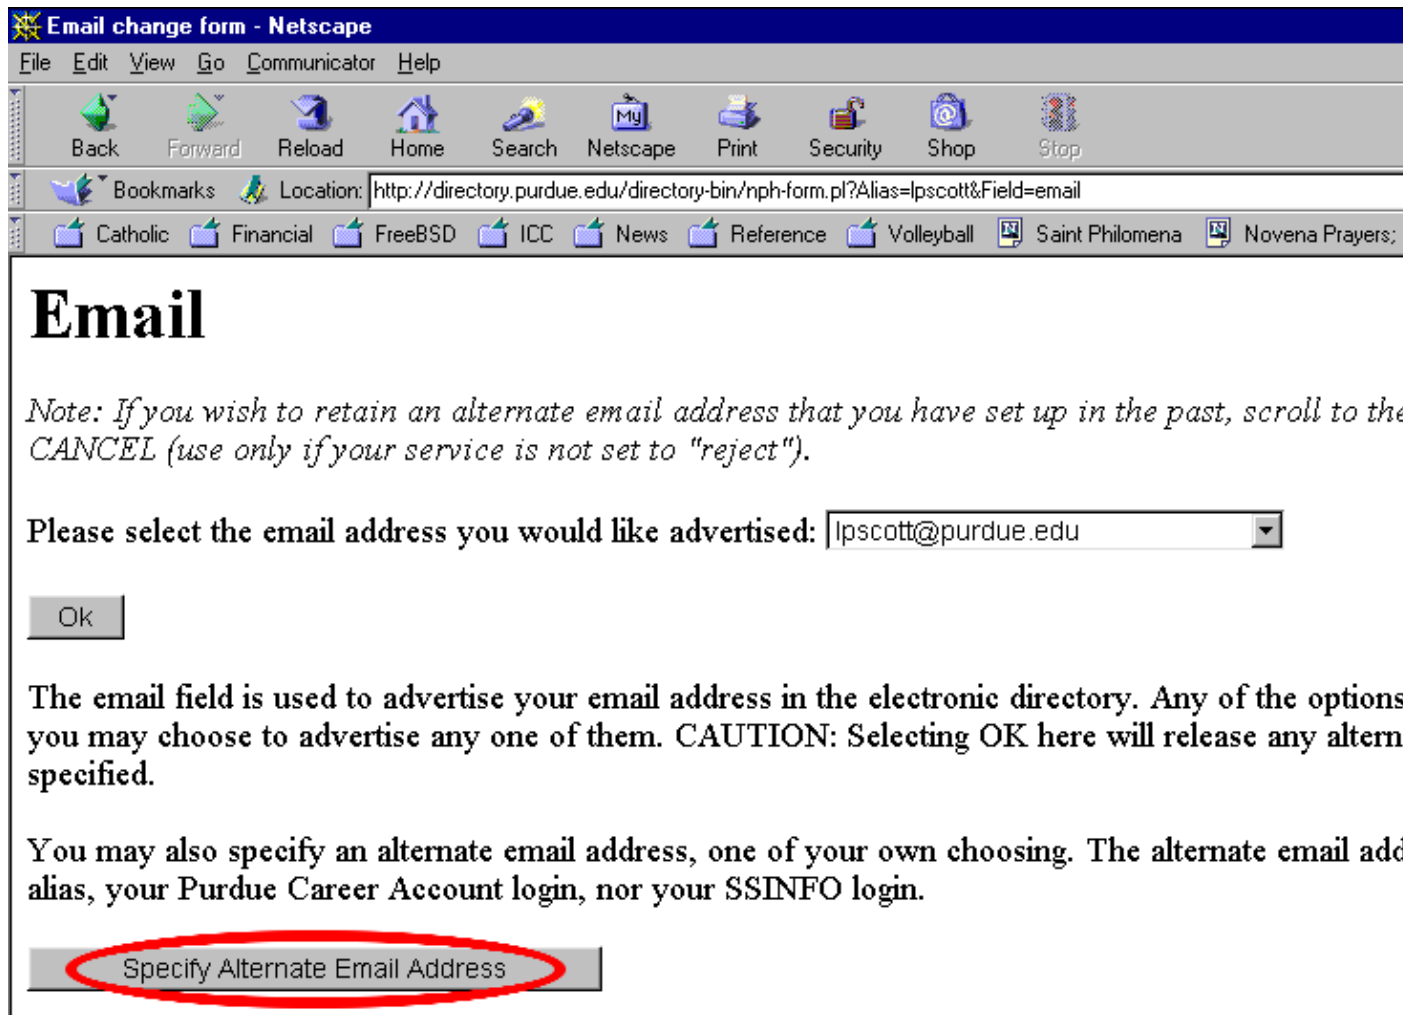 Email change form - Netscape
File Edit View Go Communicator Help
My
Back Forward Reload Home Search Netscape Print Security Shop Stop
Bookmarks Location: http://directory.purdue.edu/directory-bin/nph-form.pl?Alias=lpscott&Field=email
Catholic Financial FreeBSD ICC News Reference Volleyball Saint Philomena Novena Prayers;
Email
Note: If you wish to retain an alternate email address that you have set up in the past, scroll to the
CANCEL (use only if your service is not set to "reject").
Please select the email address you would like advertised: lpscott@purdue.edu
Ok
The email field is used to advertise your email address in the electronic directory. Any of the options
you may choose to advertise any one of them. CAUTION: Selecting OK here will release any altern
specified.
You may also specify an alternate email address, one of your own choosing. The alternate email add
alias, your Purdue Career Account login, nor your SSINFO login.
Specify Alternate Email Address